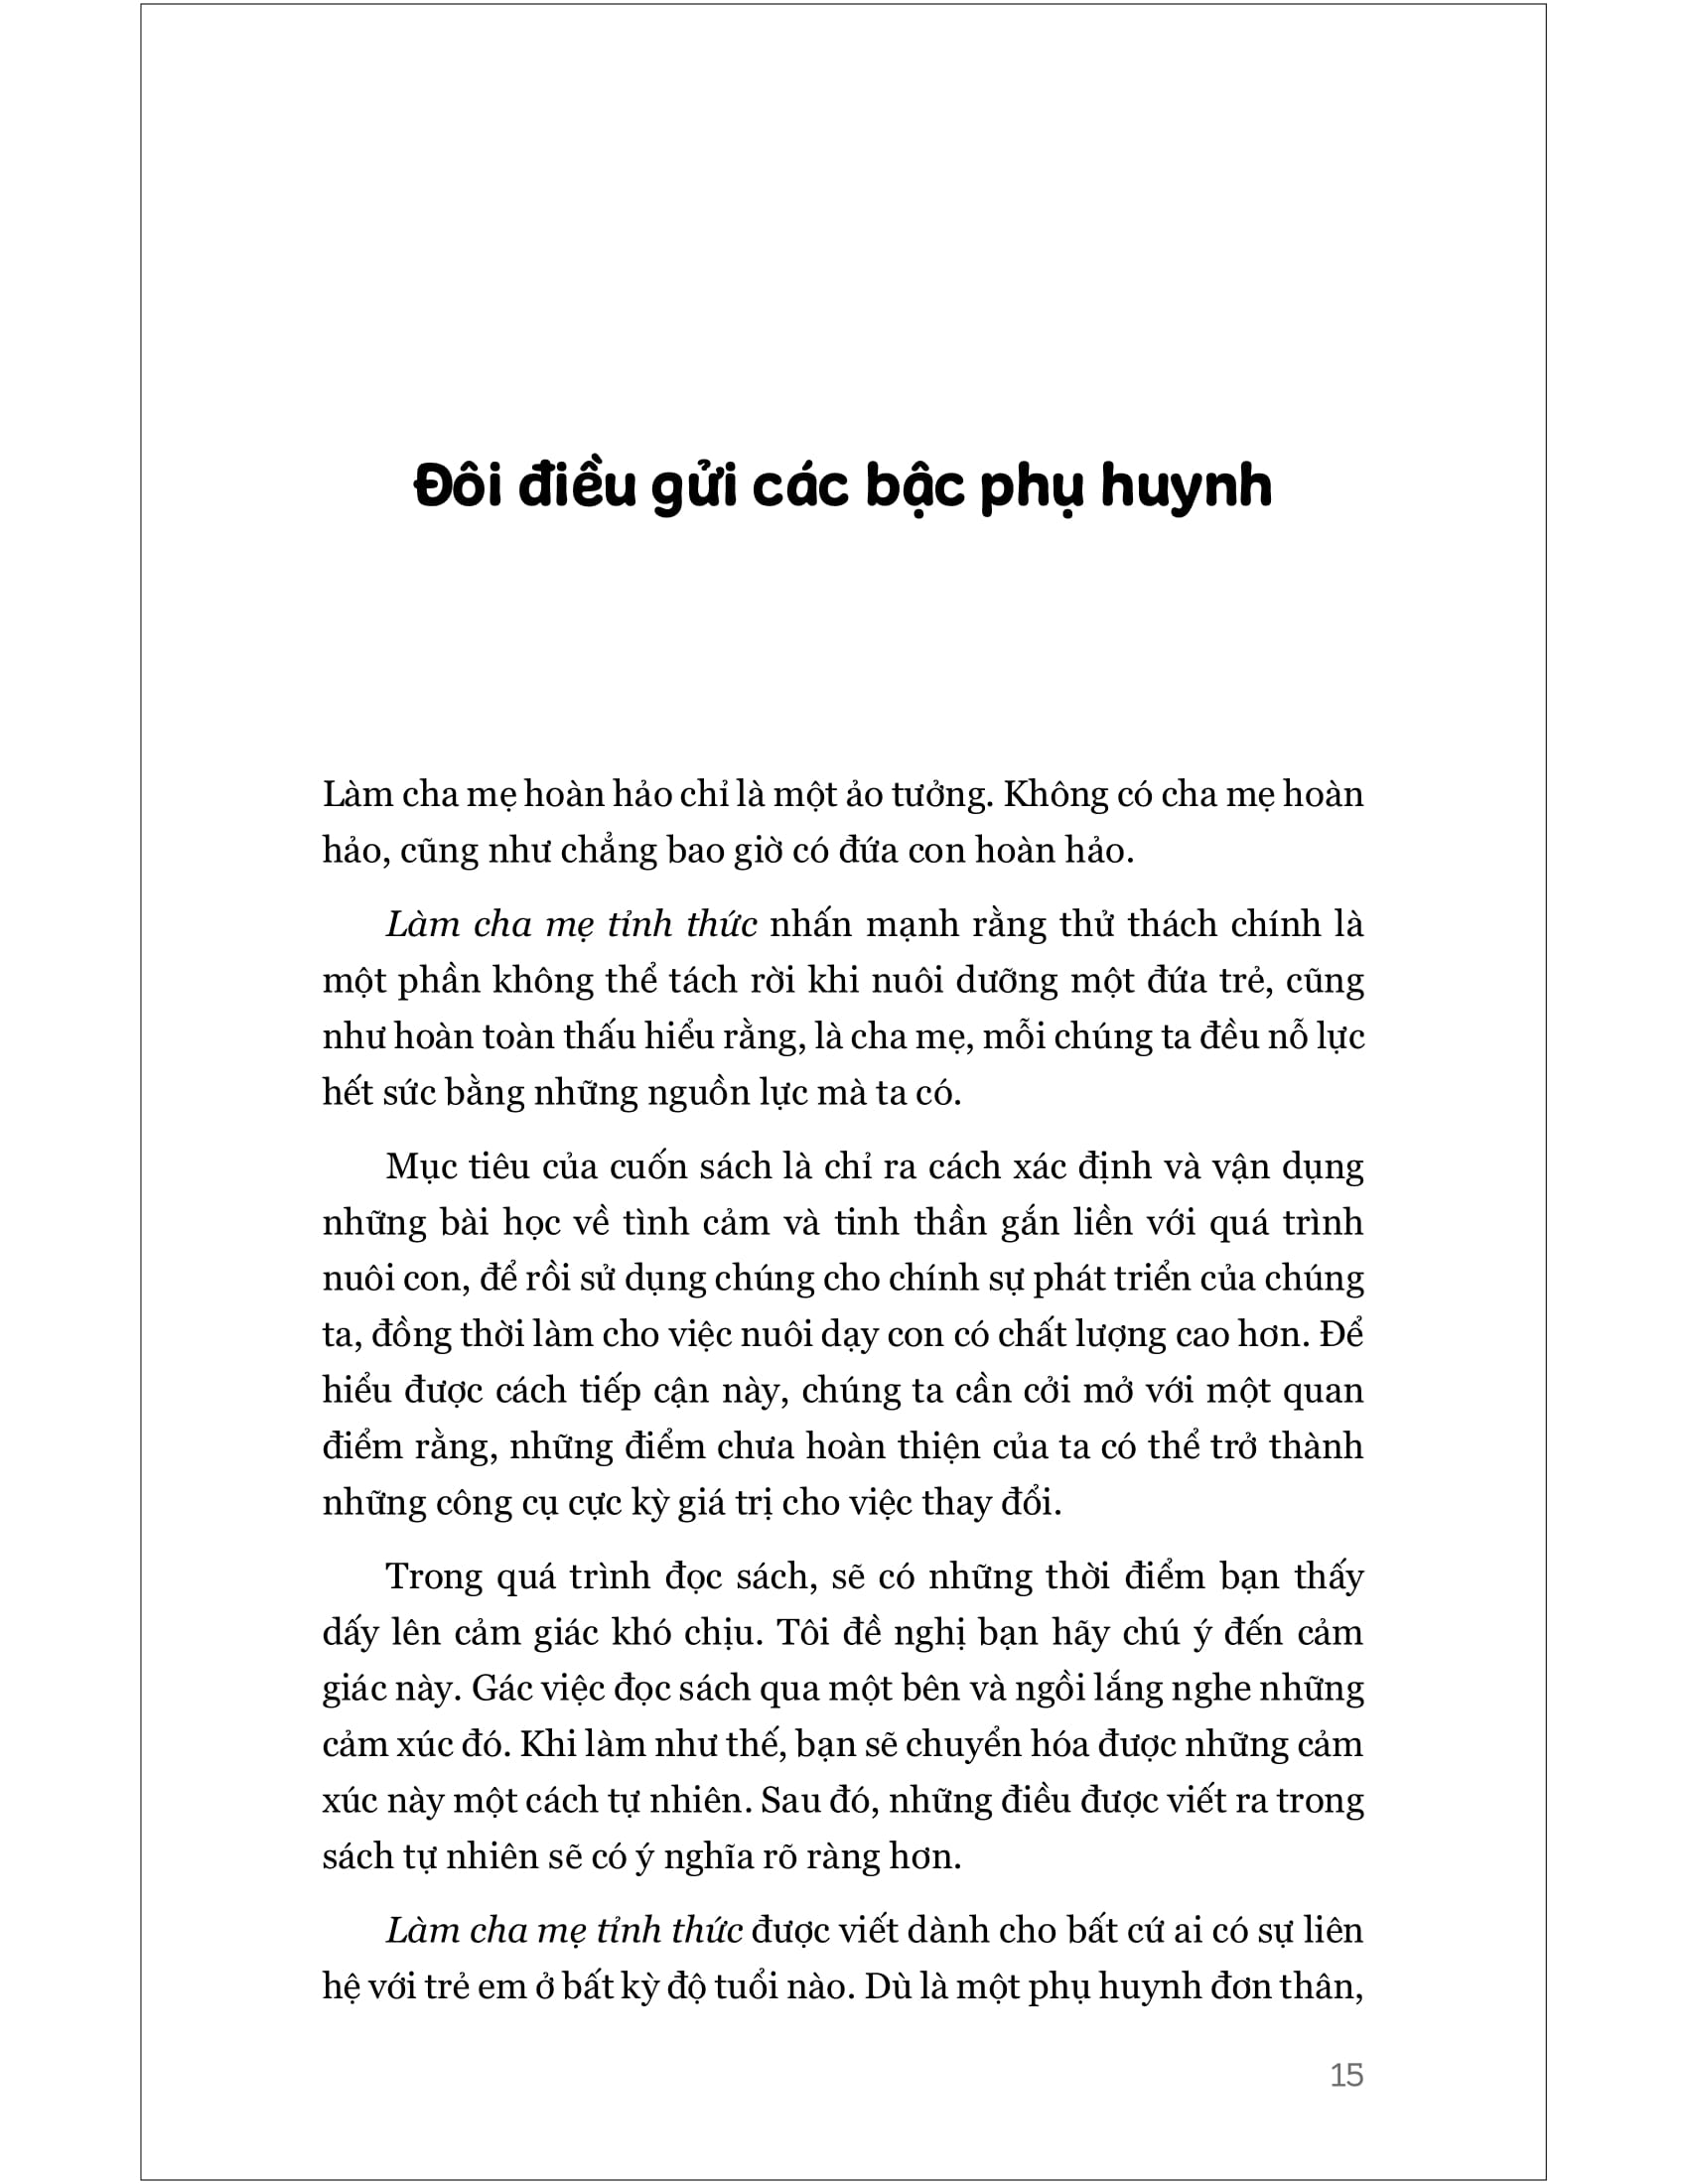 Đôi điều gửi các bậc phụ huynh
Làm cha mẹ hoàn hảo chỉ là một ảo tưởng. Không có cha mẹ hoàn
hảo, cũng như chẳng bao giờ có đứa con hoàn hảo.
Làm cha mẹ tỉnh thức nhấn mạnh rằng thử thách chính là
một phần không thể tách rời khi nuôi dưỡng một đứa trẻ, cũng
như hoàn toàn thấu hiểu rằng, là cha mẹ, mỗi chúng ta đều nỗ lực
hết sức bằng những nguồn lực mà ta có.
Mục tiêu của cuốn sách là chỉ ra cách xác định và vận dụng
những bài học về tình cảm và tinh thần gắn liền với quá trình
nuôi con, để rồi sử dụng chúng cho chính sự phát triển của chúng
ta, đồng thời làm cho việc nuôi dạy con có chất lượng cao hơn. Để
hiểu được cách tiếp cận này, chúng ta cần cởi mở với một quan
điểm rằng, những điểm chưa hoàn thiện của ta có thể trở thành
những công cụ cực kỳ giá trị cho việc thay đổi.
Trong quá trình đọc sách, sẽ có những thời điểm bạn thấy
dấy lên cảm giác khó chịu. Tôi đề nghị bạn hãy chú ý đến cảm
giác này. Gác việc đọc sách qua một bên và ngồi lắng nghe những
cảm xúc đó. Khi làm như thế, bạn sẽ chuyển hóa được những cảm
xúc này một cách tự nhiên. Sau đó, những điều được viết ra trong
sách tự nhiên sẽ có ý nghĩa rõ ràng hơn.
Làm cha mẹ tỉnh thức được viết dành cho bất cứ ai có sự liên
hệ với trẻ em ở bất kỳ độ tuổi nào. Dù là một phụ huynh đơn thân,
15